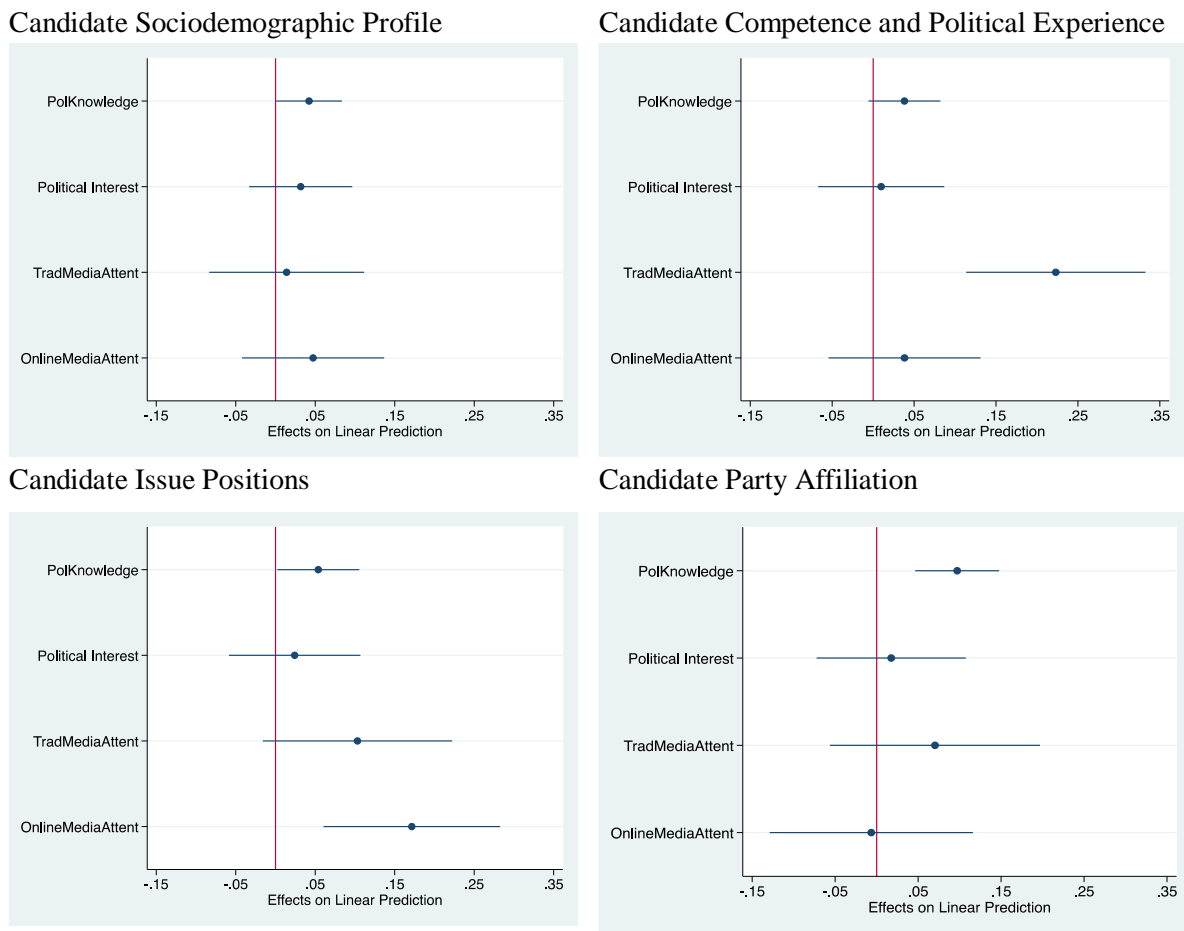 Candidate Sociodemographic Profile
PolKnowledge
Political Interest
TradMediaAttent
OnlineMediaAttent
-.15 -.05 .05 .15 .25 .35
Effects on Linear Prediction
Candidate Competence and Political Experience
PolKnowledge
Political Interest
TradMediaAttent
OnlineMediaAttent
-.15 -.05 .05 .15 .25 .35
Effects on Linear Prediction
Candidate Issue Positions
PolKnowledge
Political Interest
TradMediaAttent
OnlineMediaAttent
-.15 -.05 .05 .15 .25 .35
Effects on Linear Prediction
Candidate Party Affiliation
PolKnowledge
Political Interest
TradMediaAttent
OnlineMediaAttent
-.15 -.05 .05 .15 .25 .35
Effects on Linear Prediction